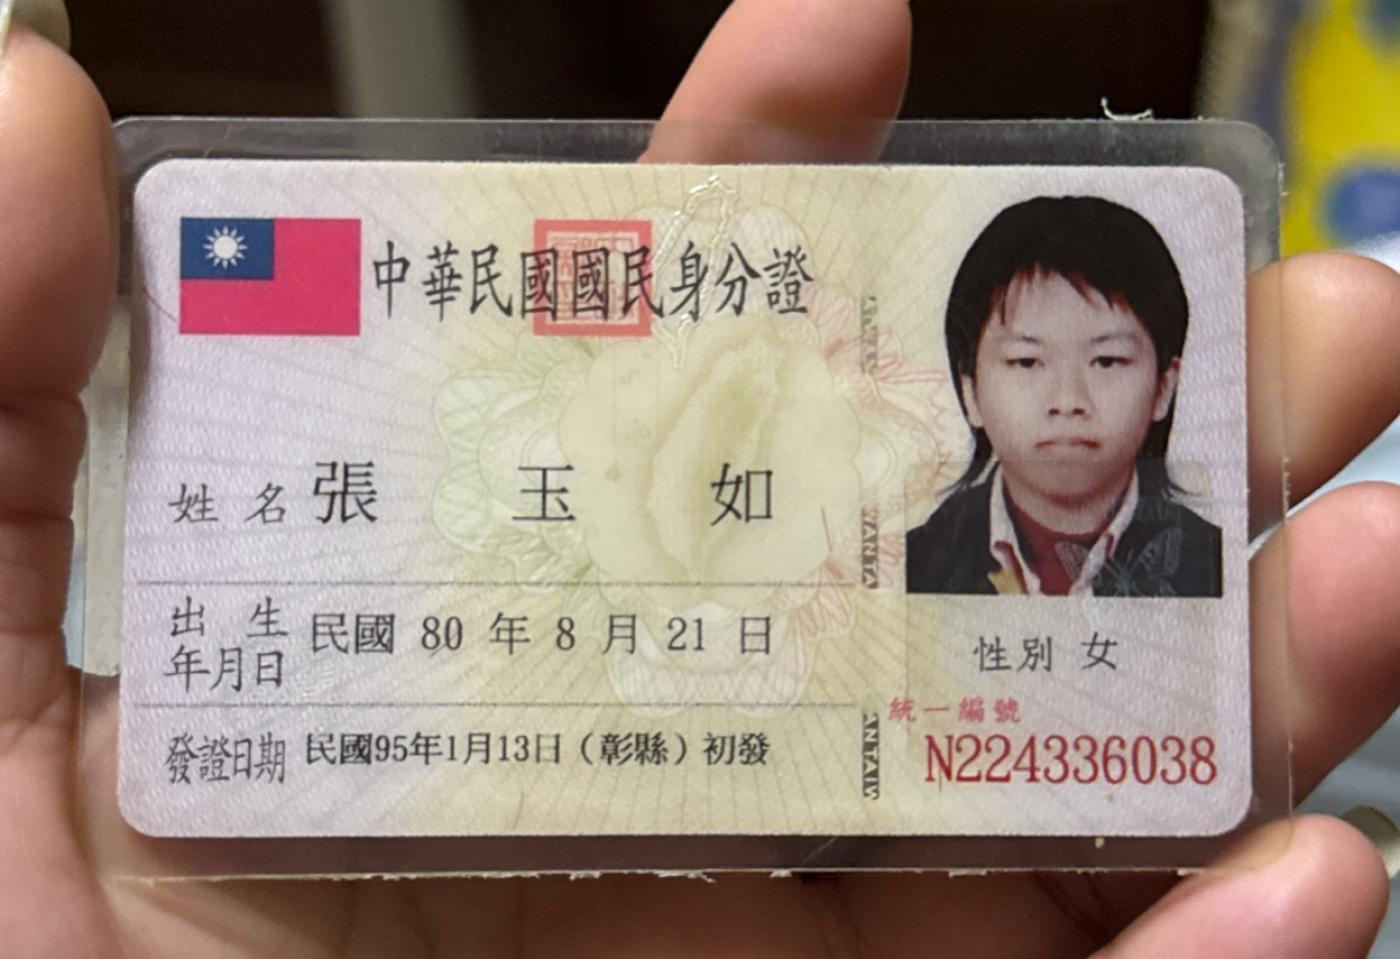 中華民國國民身分證
姓名 張玉如
出生年月日 民國 80 年 8 月 21 日
發證日期 民國95年1月13日（彰縣）初發
性別 女
統一編號
N224336038